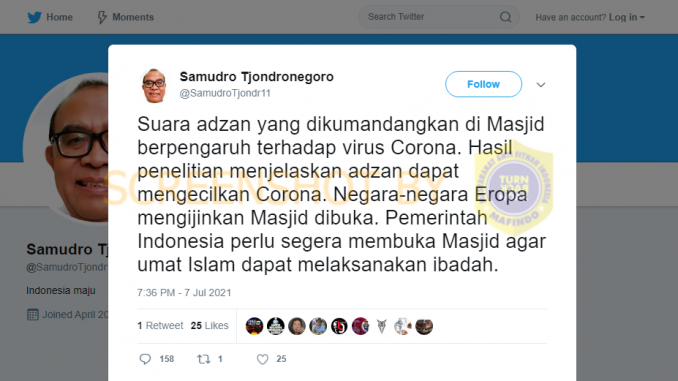 Home Moments Search Twitter Have an account? Log in
Samudro Tjondronegoro
@SamudroTjondr11
Follow
Suara adzan yang dikumandangkan di Masjid
berpengaruh terhadap virus Corona. Hasil
penelitian menjelaskan adzan dapat
mengecilkan Corona. Negara-negara Eropa
mengijinkan Masjid dibuka. Pemerintah
Indonesia perlu segera membuka Masjid agar
umat Islam dapat melaksanakan ibadah.
7:36 PM - 7 Jul 2021
1 Retweet 25 Likes
158 1 25
Samudro Tj
@SamudroTjondr
Indonesia maju
Joined April 20
SCREENSHOT BY
TURN
MAFINDO